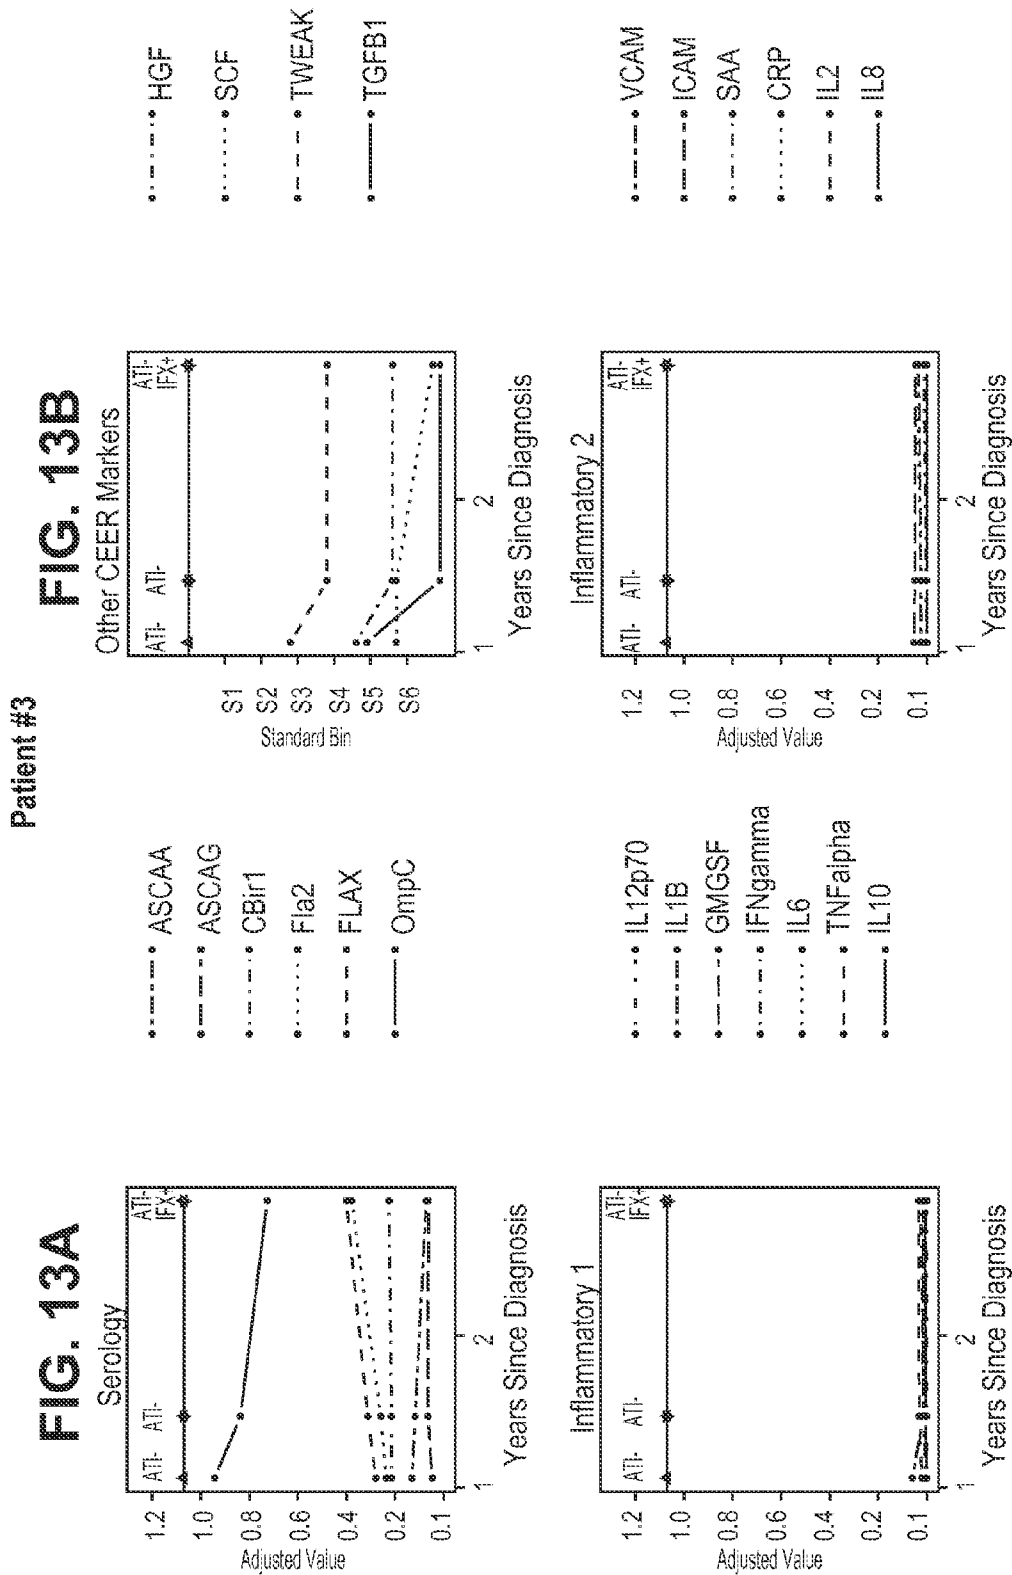 Patient #3
FIG. 13A
Serology
ATI-
ATI-
ATI-
IFX+
1.2
1.0
0.8
0.6
0.4
0.2
0.1
Adjusted Value
1
2
Years Since Diagnosis
ASCAA
ASCAG
CBir1
Fla2
FLAX
OmpC
Inflammatory 1
ATI-
ATI-
ATI-
IFX+
1.2
1.0
0.8
0.6
0.4
0.2
0.1
Adjusted Value
1
2
Years Since Diagnosis
IL12p70
IL1B
GMGSF
IFNgamma
IL6
TNFalpha
IL10
FIG. 13B
Other CEER Markers
ATI-
ATI-
ATI-
IFX+
S1
S2
S3
S4
S5
S6
Standard Bin
1
2
Years Since Diagnosis
HGF
SCF
TWEAK
TGFB1
Inflammatory 2
ATI-
ATI-
ATI-
IFX+
1.2
1.0
0.8
0.6
0.4
0.2
0.1
Adjusted Value
1
2
Years Since Diagnosis
VCAM
ICAM
SAA
CRP
IL2
IL8